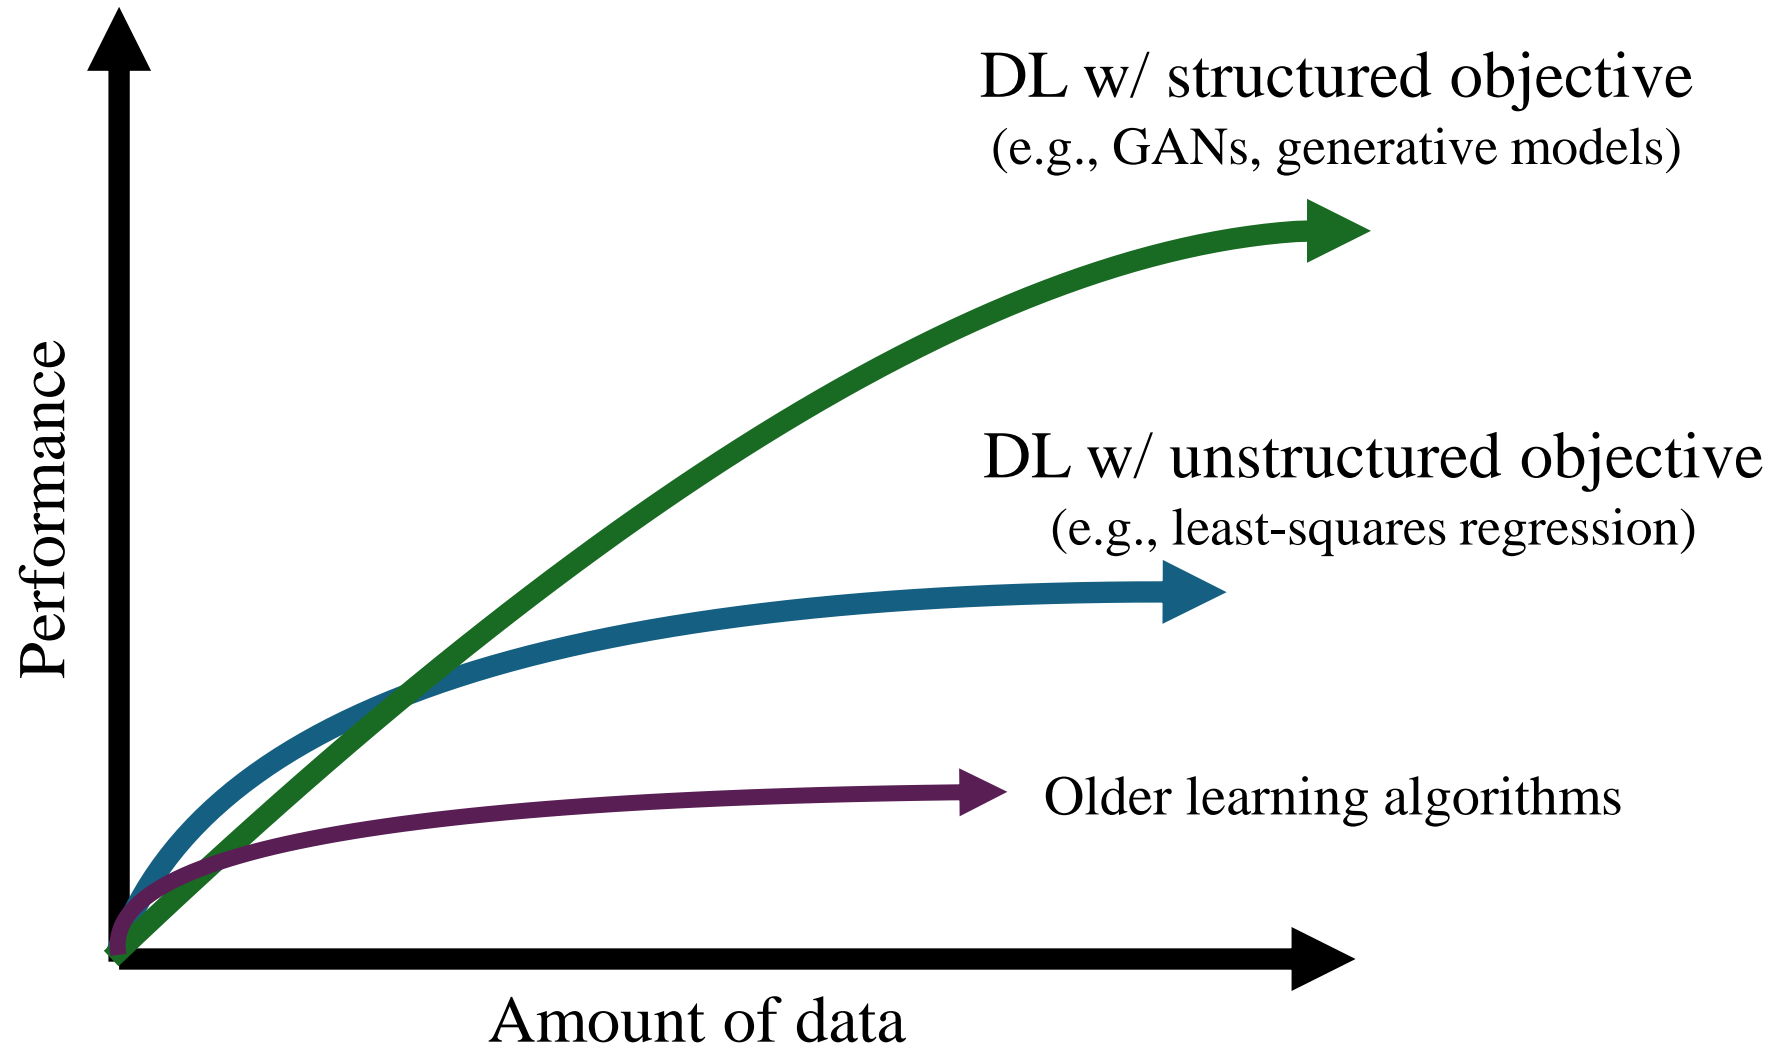 DL w/ structured objective
(e.g., GANs, generative models)
Performance
DL w/ unstructured objective
(e.g., least-squares regression)
Older learning algorithms
Amount of data